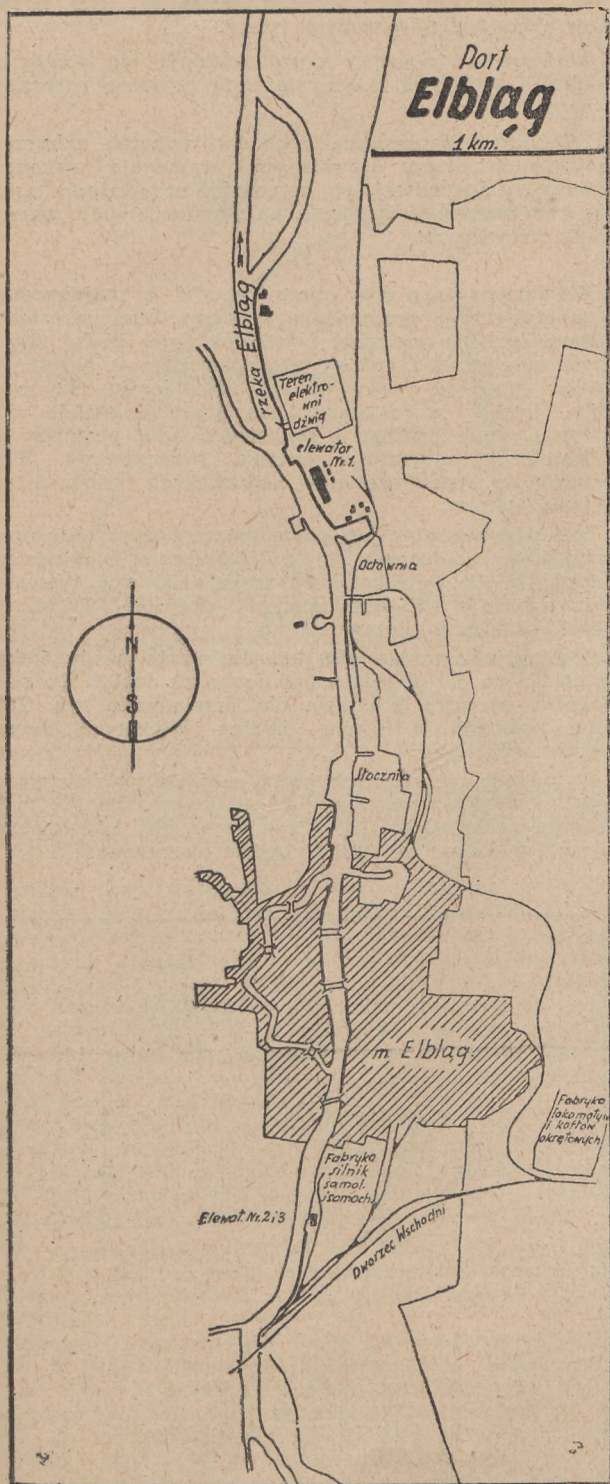 Port
Elbląg
1 km.
rzeka Elbląg
Teren
elektro-
wni
dźwig
elewator
Nr. 1.
Octownia
N
S
Stocznia
m. Elbląg
Fabryka
lokomotyw
i kotłów
okrętowych
Fabryka
silnik
samol.
i samoch.
Elewat. Nr. 2 i 3
Dworzec Wschodni